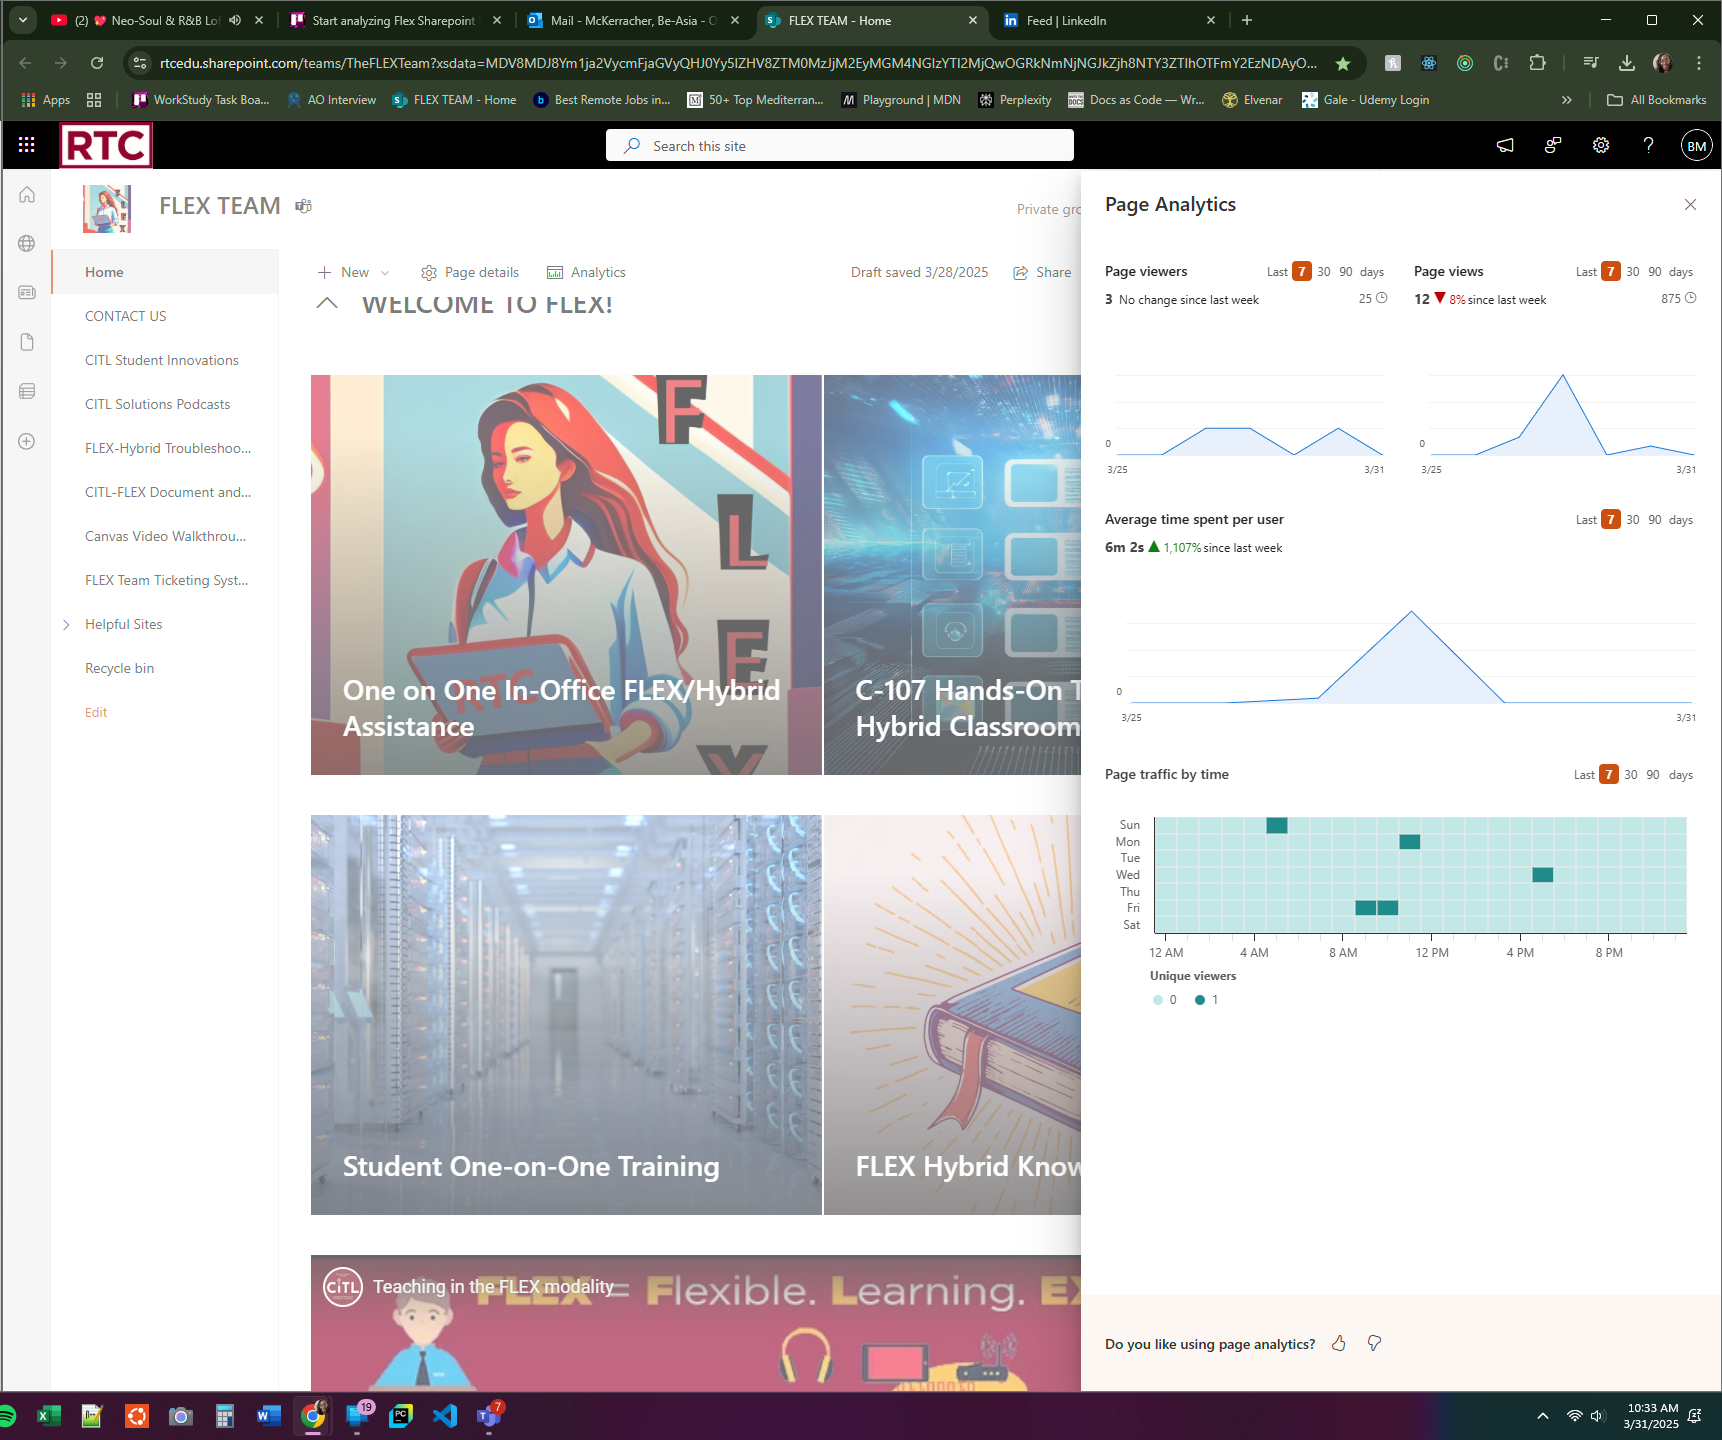 (2) 💖 Neo-Soul & R&B Lof
Start analyzing Flex Sharepoint
Mail - McKerracher, Be-Asia - O
FLEX TEAM - Home
Feed | LinkedIn
Apps
WorkStudy Task Boa...
AO Interview
FLEX TEAM - Home
Best Remote Jobs in...
50+ Top Mediterran...
Playground | MDN
Perplexity
Docs as Code — Wr...
Elvenar
Gale - Udemy Login
All Bookmarks
RTC
Search this site
BM
FLEX TEAM
Private gro
Home
CONTACT US
CITL Student Innovations
CITL Solutions Podcasts
FLEX-Hybrid Troubleshoo...
CITL-FLEX Document and...
Canvas Video Walkthrou...
FLEX Team Ticketing Syst...
Helpful Sites
Recycle bin
Edit
New
Page details
Analytics
Draft saved 3/28/2025
Share
WELCOME TO FLEX!
F
L
E
X
RTC
One on One In-Office FLEX/Hybrid
Assistance
C-107 Hands-On T
Hybrid Classroom
Student One-on-One Training
FLEX Hybrid Know
CiTL
Teaching in the FLEX modality
FLEX = Flexible. Learning. EX
Page Analytics
Page viewers
Last 7 30 90 days
3 No change since last week
25
0
3/25
3/31
Page views
Last 7 30 90 days
12 ▼ 8% since last week
875
0
3/25
3/31
Average time spent per user
Last 7 30 90 days
6m 2s ▲ 1,107% since last week
0
3/25
3/31
Page traffic by time
Last 7 30 90 days
Sun
Mon
Tue
Wed
Thu
Fri
Sat
12 AM
4 AM
8 AM
12 PM
4 PM
8 PM
Unique viewers
0
1
Do you like using page analytics?
19
7
10:33 AM
3/31/2025